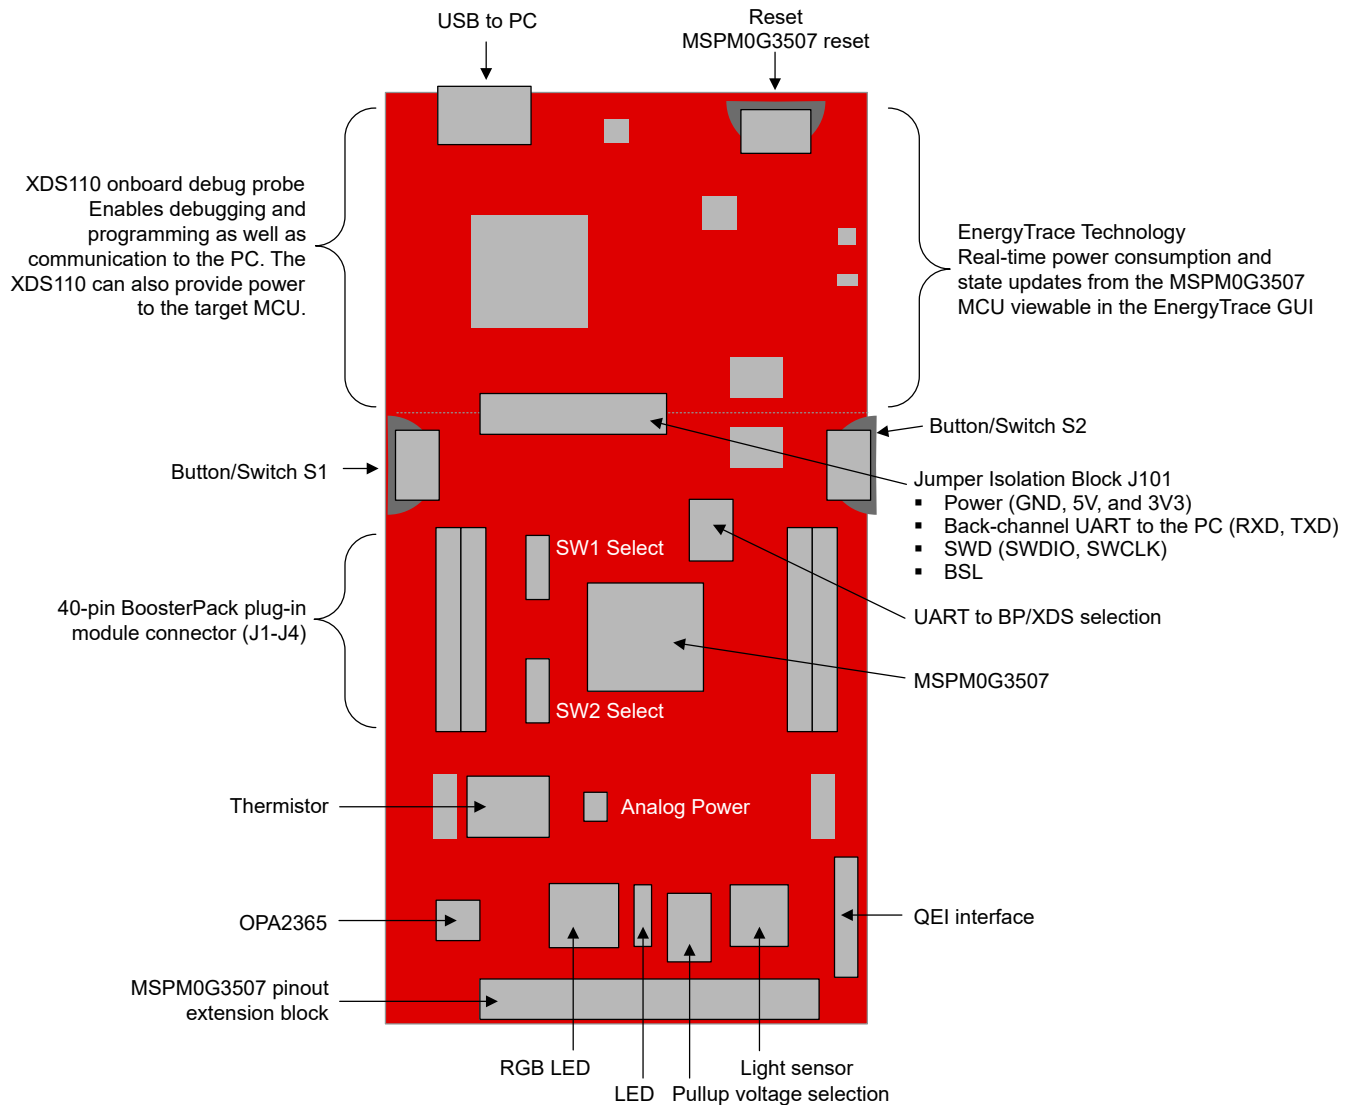 USB to PC
Reset
MSPM0G3507 reset
XDS110 onboard debug probe
Enables debugging and
programming as well as
communication to the PC. The
XDS110 can also provide power
to the target MCU.
EnergyTrace Technology
Real-time power consumption and
state updates from the MSPM0G3507
MCU viewable in the EnergyTrace GUI
Button/Switch S1
Button/Switch S2
Jumper Isolation Block J101
▪ Power (GND, 5V, and 3V3)
▪ Back-channel UART to the PC (RXD, TXD)
▪ SWD (SWDIO, SWCLK)
▪ BSL
SW1 Select
40-pin BoosterPack plug-in
module connector (J1-J4)
UART to BP/XDS selection
MSPM0G3507
SW2 Select
Thermistor
Analog Power
OPA2365
QEI interface
MSPM0G3507 pinout
extension block
RGB LED
LED
Pullup voltage selection
Light sensor